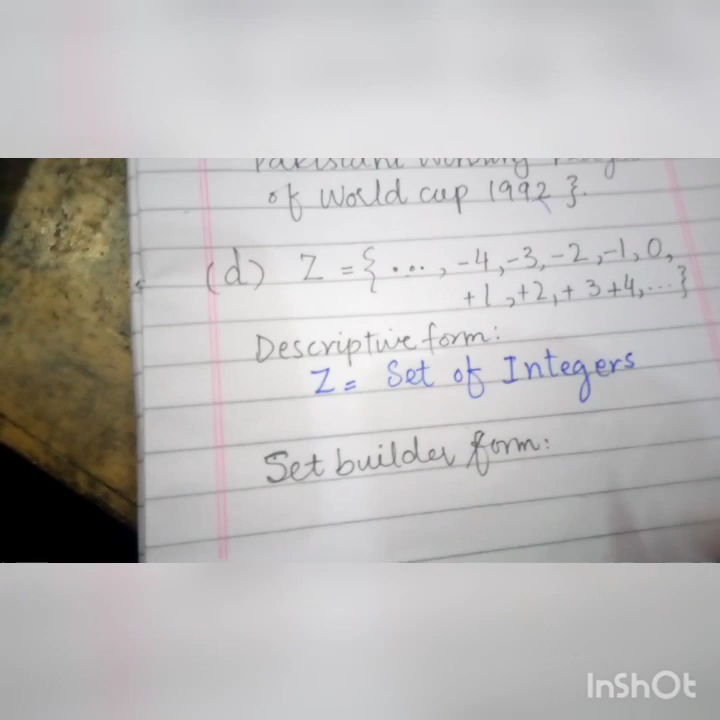 of World cup 1992 }.
(d) Z = { ...., -4, -3, -2, -1, 0,
+1, +2, + 3 +4, ... }
Descriptive form:
Z = Set of Integers
Set builder form:
InShOt